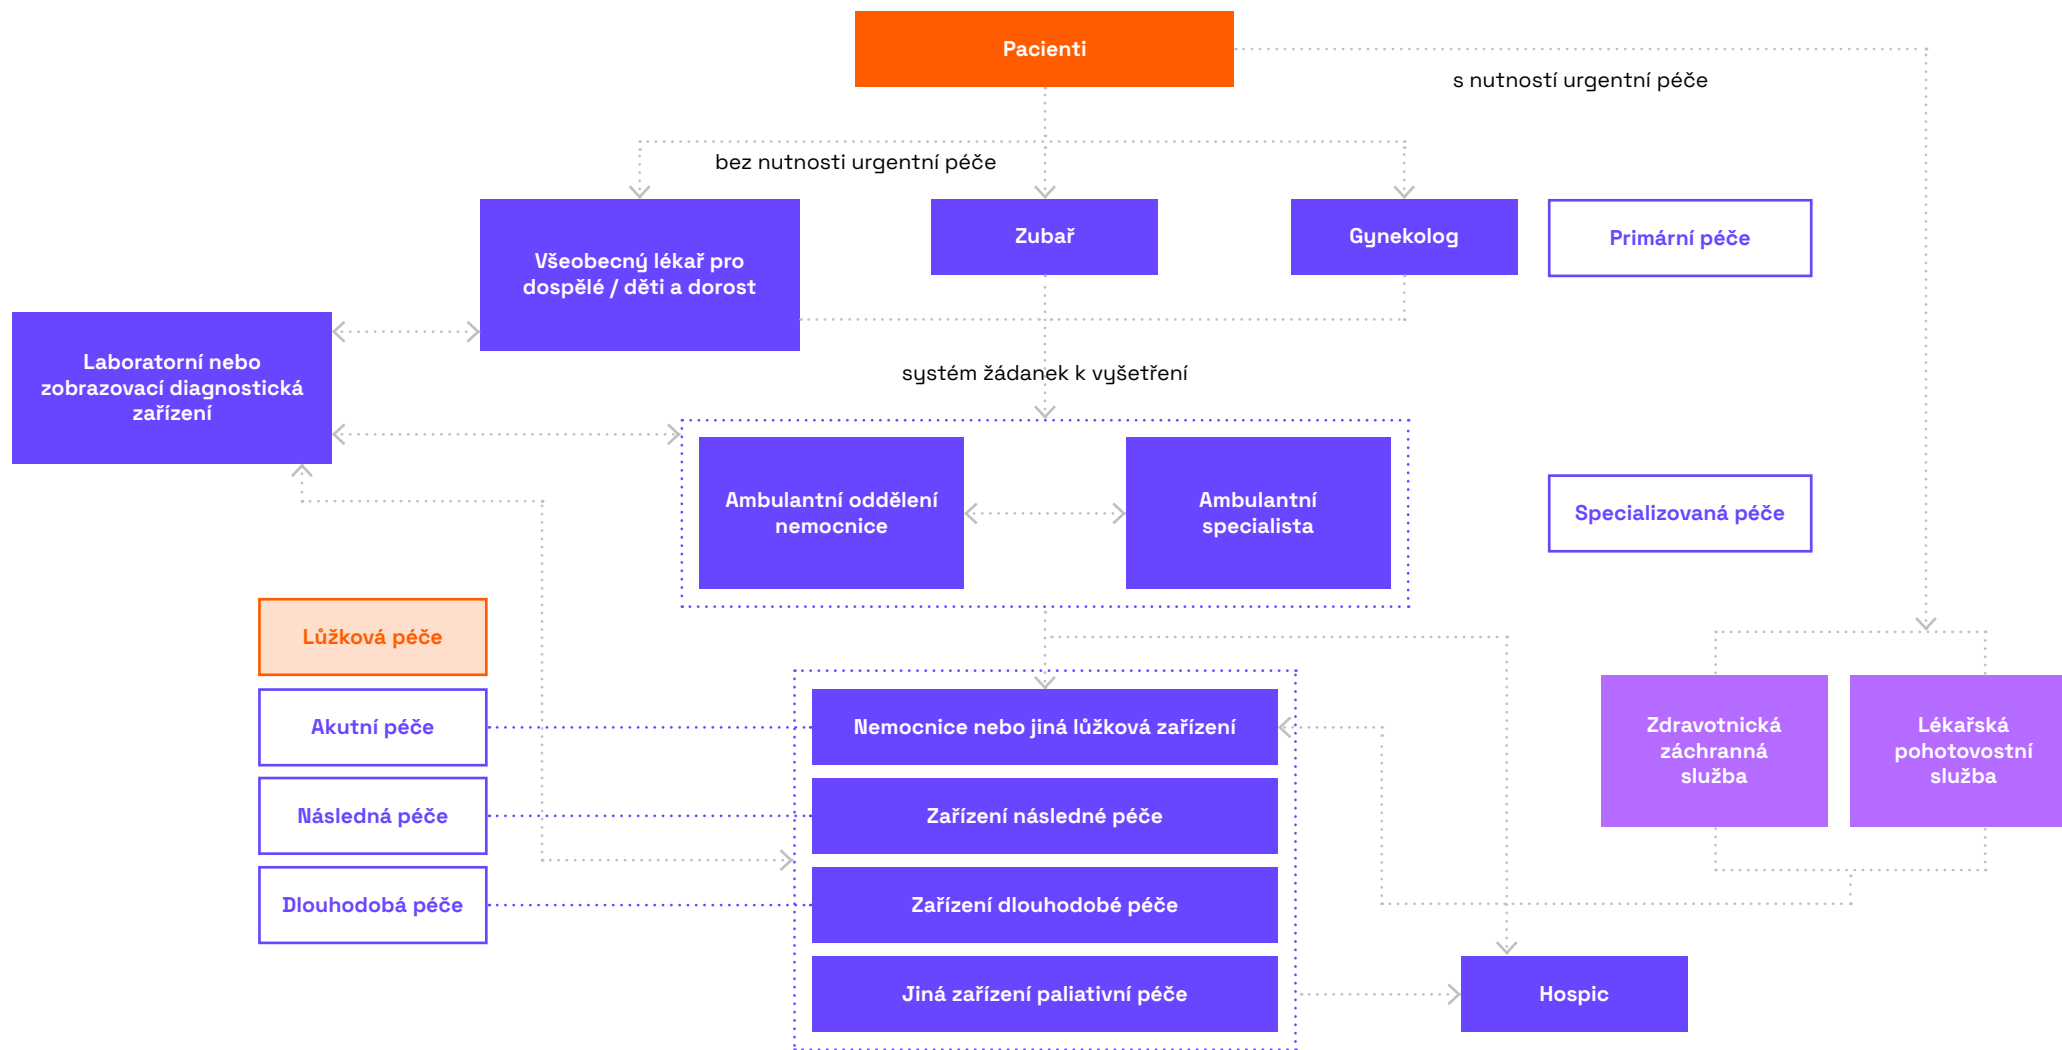 Pacienti
s nutností urgentní péče
bez nutnosti urgentní péče
Všeobecný lékař pro
dospělé / děti a dorost
Zubař
Gynekolog
Primární péče
Laboratorní nebo
zobrazovací diagnostická
zařízení
systém žádanek k vyšetření
Ambulantní oddělení
nemocnice
Ambulantní
specialista
Specializovaná péče
Lůžková péče
Akutní péče
Následná péče
Dlouhodobá péče
Nemocnice nebo jiná lůžková zařízení
Zařízení následné péče
Zařízení dlouhodobé péče
Jiná zařízení paliativní péče
Zdravotnická
záchranná
služba
Lékařská
pohotovostní
služba
Hospic